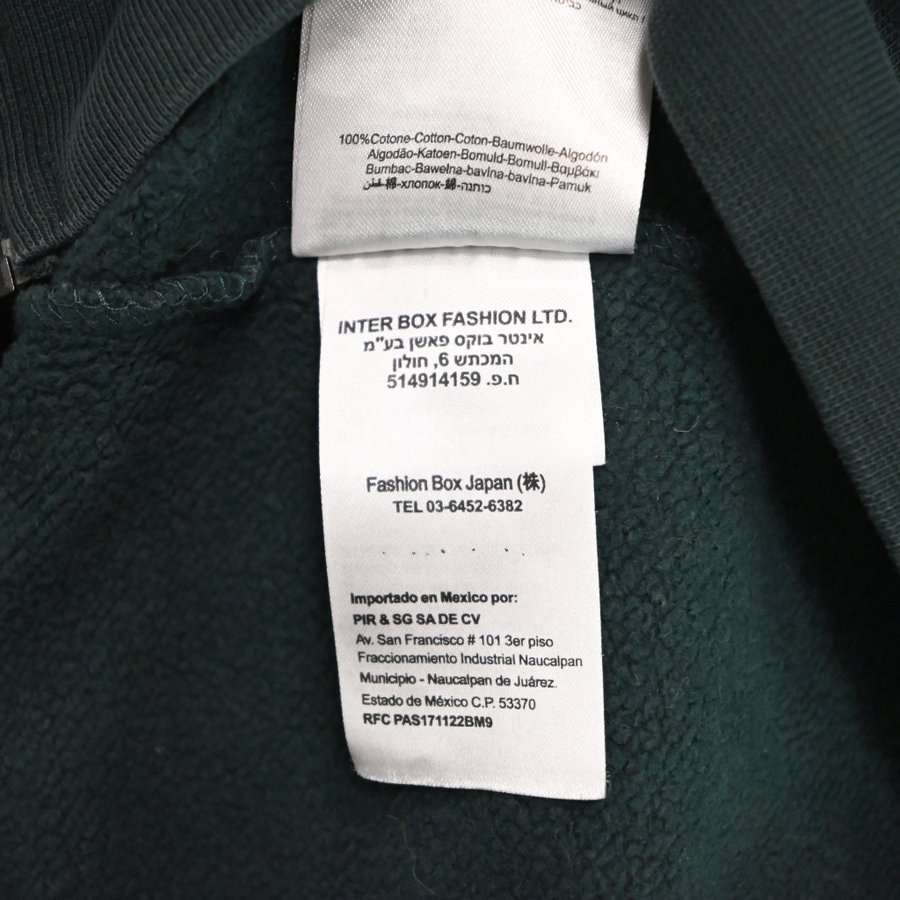 100%Cotone-Cotton-Coton-Baumwolle-Algodón
Algodão-Katoen-Bomuld-Bomull-Βαμβάκι
Bumbac-Bawełna-bavlna-bavlna-Pamuk
قطن-棉-хлопок-綿-כותנה
INTER BOX FASHION LTD.
אינטר בוקס פאשן בע"מ
המכתש 6, חולון
ח.פ. 514914159
Fashion Box Japan (株)
TEL 03-6452-6382
Importado en Mexico por:
PIR & SG SA DE CV
Av. San Francisco # 101 3er piso
Fraccionamiento Industrial Naucalpan
Municipio - Naucalpan de Juárez.
Estado de México C.P. 53370
RFC PAS171122BM9